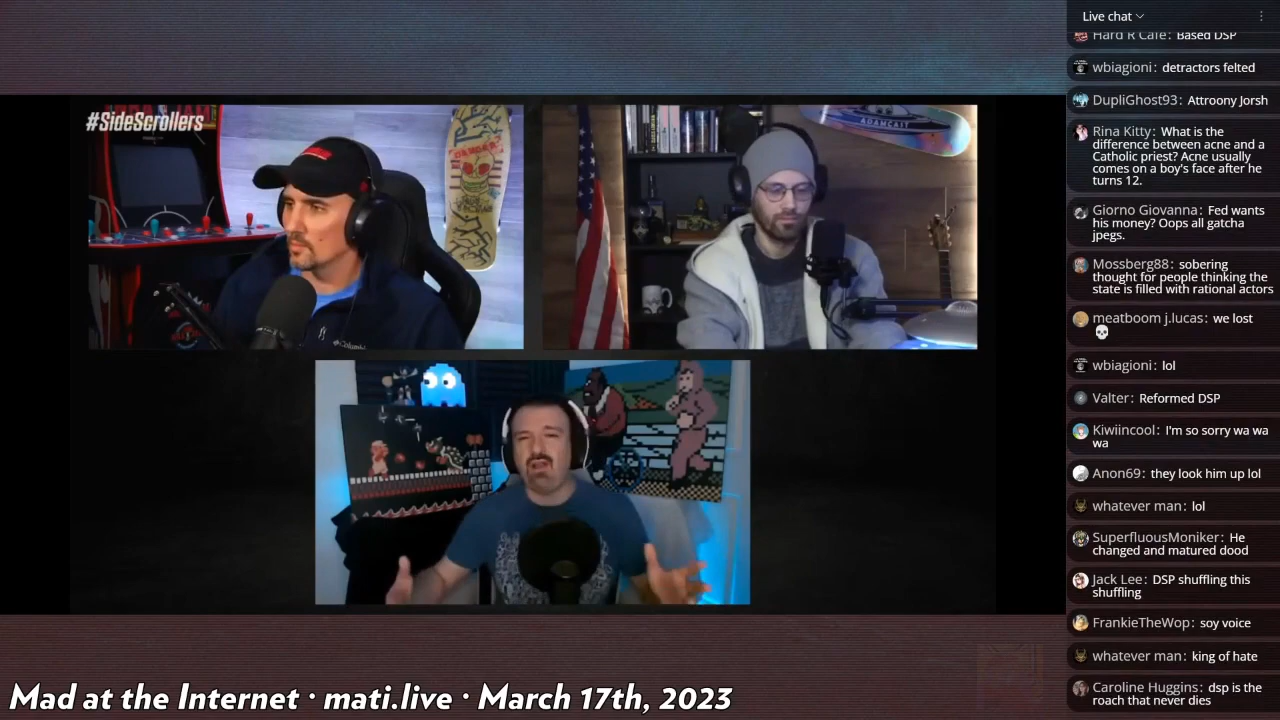 #SideScrollers
ADAMCAIT
Columbia
Live chat
Hard R Cafe: Based DSP
wbiagioni: detractors felted
DupliGhost93: Attroony Jorsh
Rina Kitty: What is the
difference between acne and a
Catholic priest? Acne usually
comes on a boy's face after he
turns 12.
Giorno Giovanna: Fed wants
his money? Oops all gatcha
jpegs.
Mossberg88: sobering
thought for people thinking the
state is filled with rational actors
meatboom j.lucas: we lost
💀
wbiagioni: lol
Valter: Reformed DSP
Kiwiincool: I'm so sorry wa wa
wa
Anon69: they look him up lol
whatever man: lol
SuperfluousMoniker: He
changed and matured dood
Jack Lee: DSP shuffling this
shuffling
FrankieTheWop: soy voice
whatever man: king of hate
Caroline Huggins: dsp is the
roach that never dies
Mad at the Internet · mati.live · March 17th, 2023